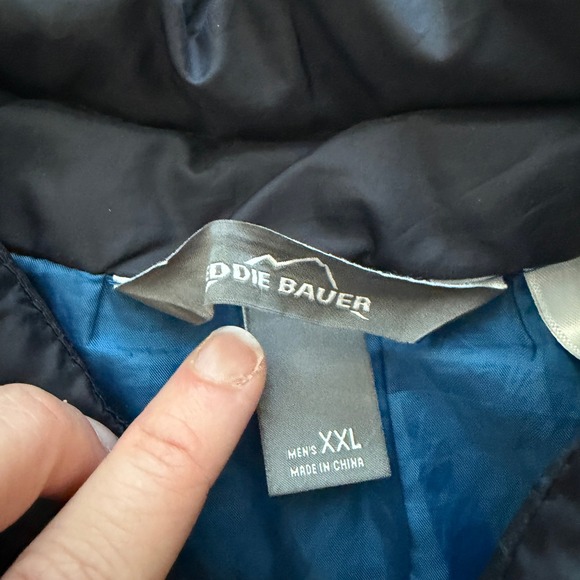 EDDIE BAUER
MEN'S XXL
MADE IN CHINA